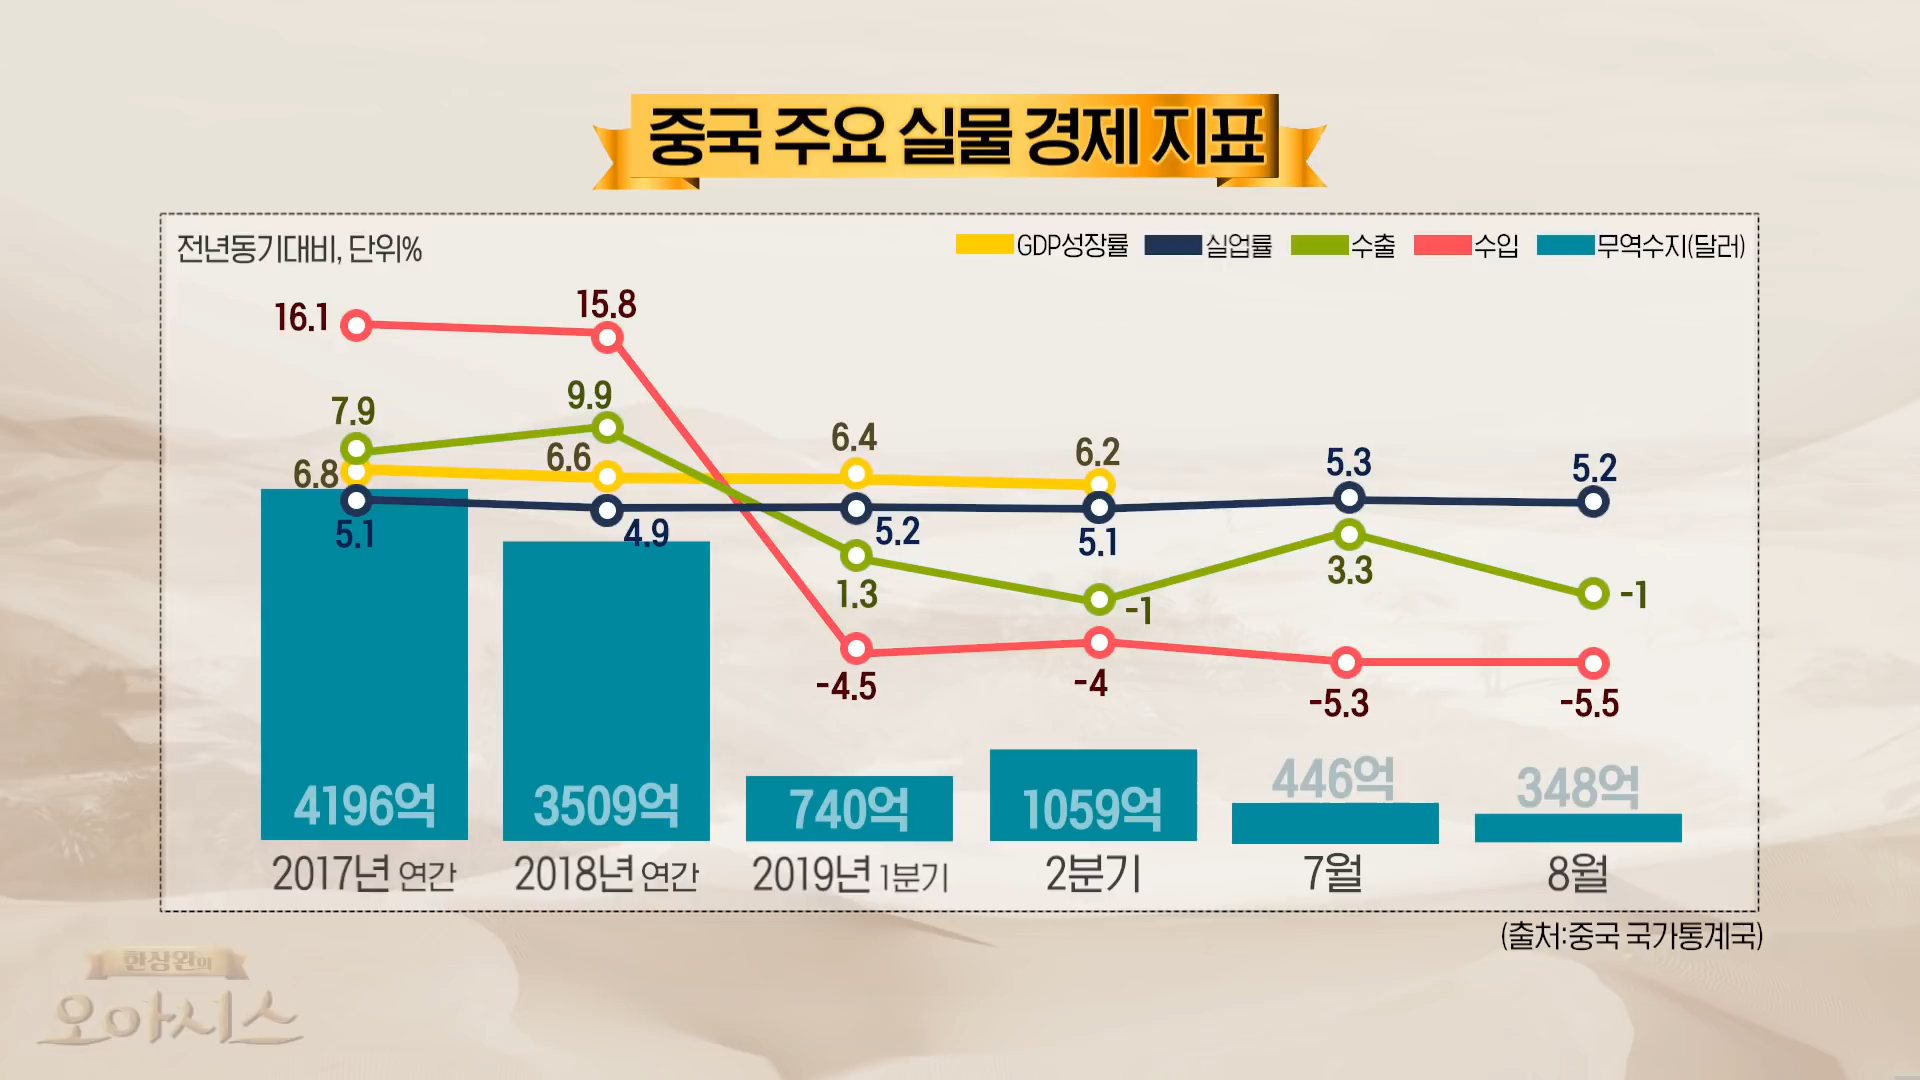 중국 주요 실물 경제 지표
전년동기대비, 단위%
GDP성장률 실업률 수출 수입 무역수지(달러)
16.1 15.8
7.9 9.9
6.8 6.6 6.4 6.2
5.1 4.9 5.2 5.1 5.3 5.2
1.3 -1 3.3 -1
-4.5 -4 -5.3 -5.5
4196억 3509억 740억 1059억 446억 348억
2017년 연간 2018년 연간 2019년 1분기 2분기 7월 8월
(출처:중국 국가통계국)
한상완의
오아시스